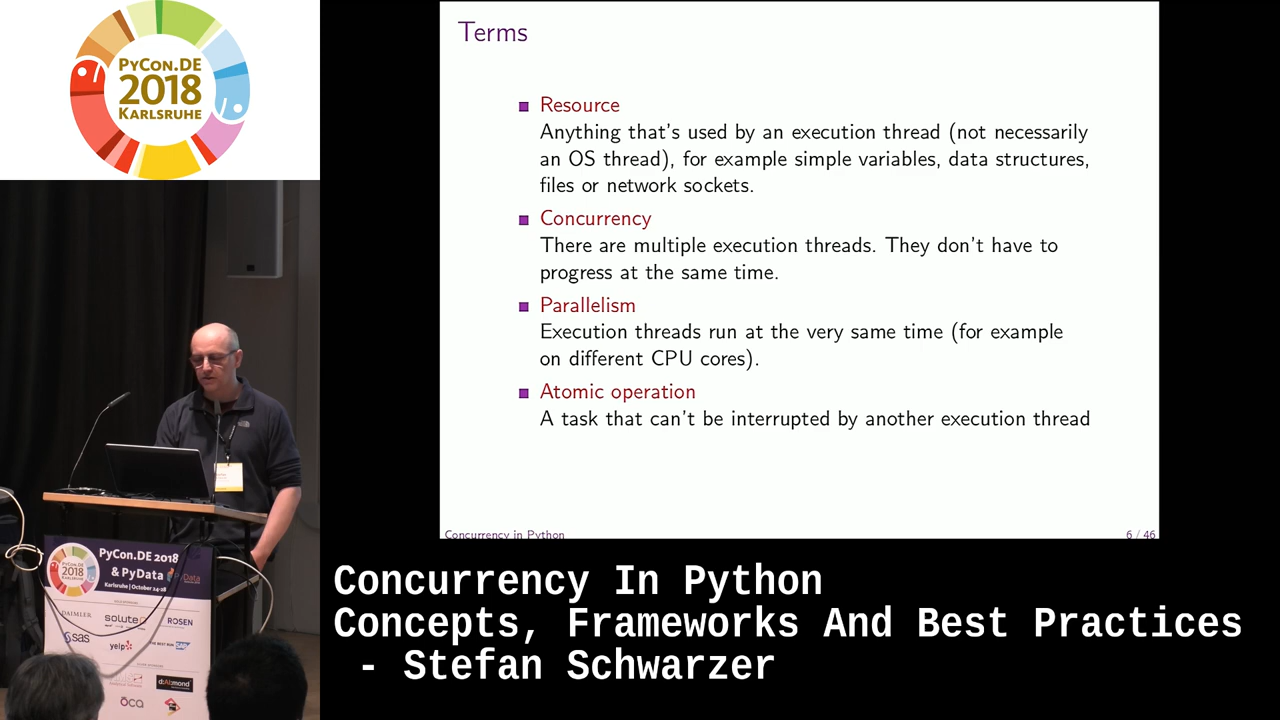 PyCon.DE
2018
Karlsruhe
Terms
Resource
Anything that's used by an execution thread (not necessarily
an OS thread), for example simple variables, data structures,
files or network sockets.
Concurrency
There are multiple execution threads. They don't have to
progress at the same time.
Parallelism
Execution threads run at the very same time (for example
on different CPU cores).
Atomic operation
A task that can't be interrupted by another execution thread
Concurrency in Python
6 / 46
PyCon.DE 2018
& PyData
Karlsruhe | October 24-28
DAIMLER
solute
ROSEN
sas
yelp
SAP
öca
Concurrency In Python
Concepts, Frameworks And Best Practices
- Stefan Schwarzer